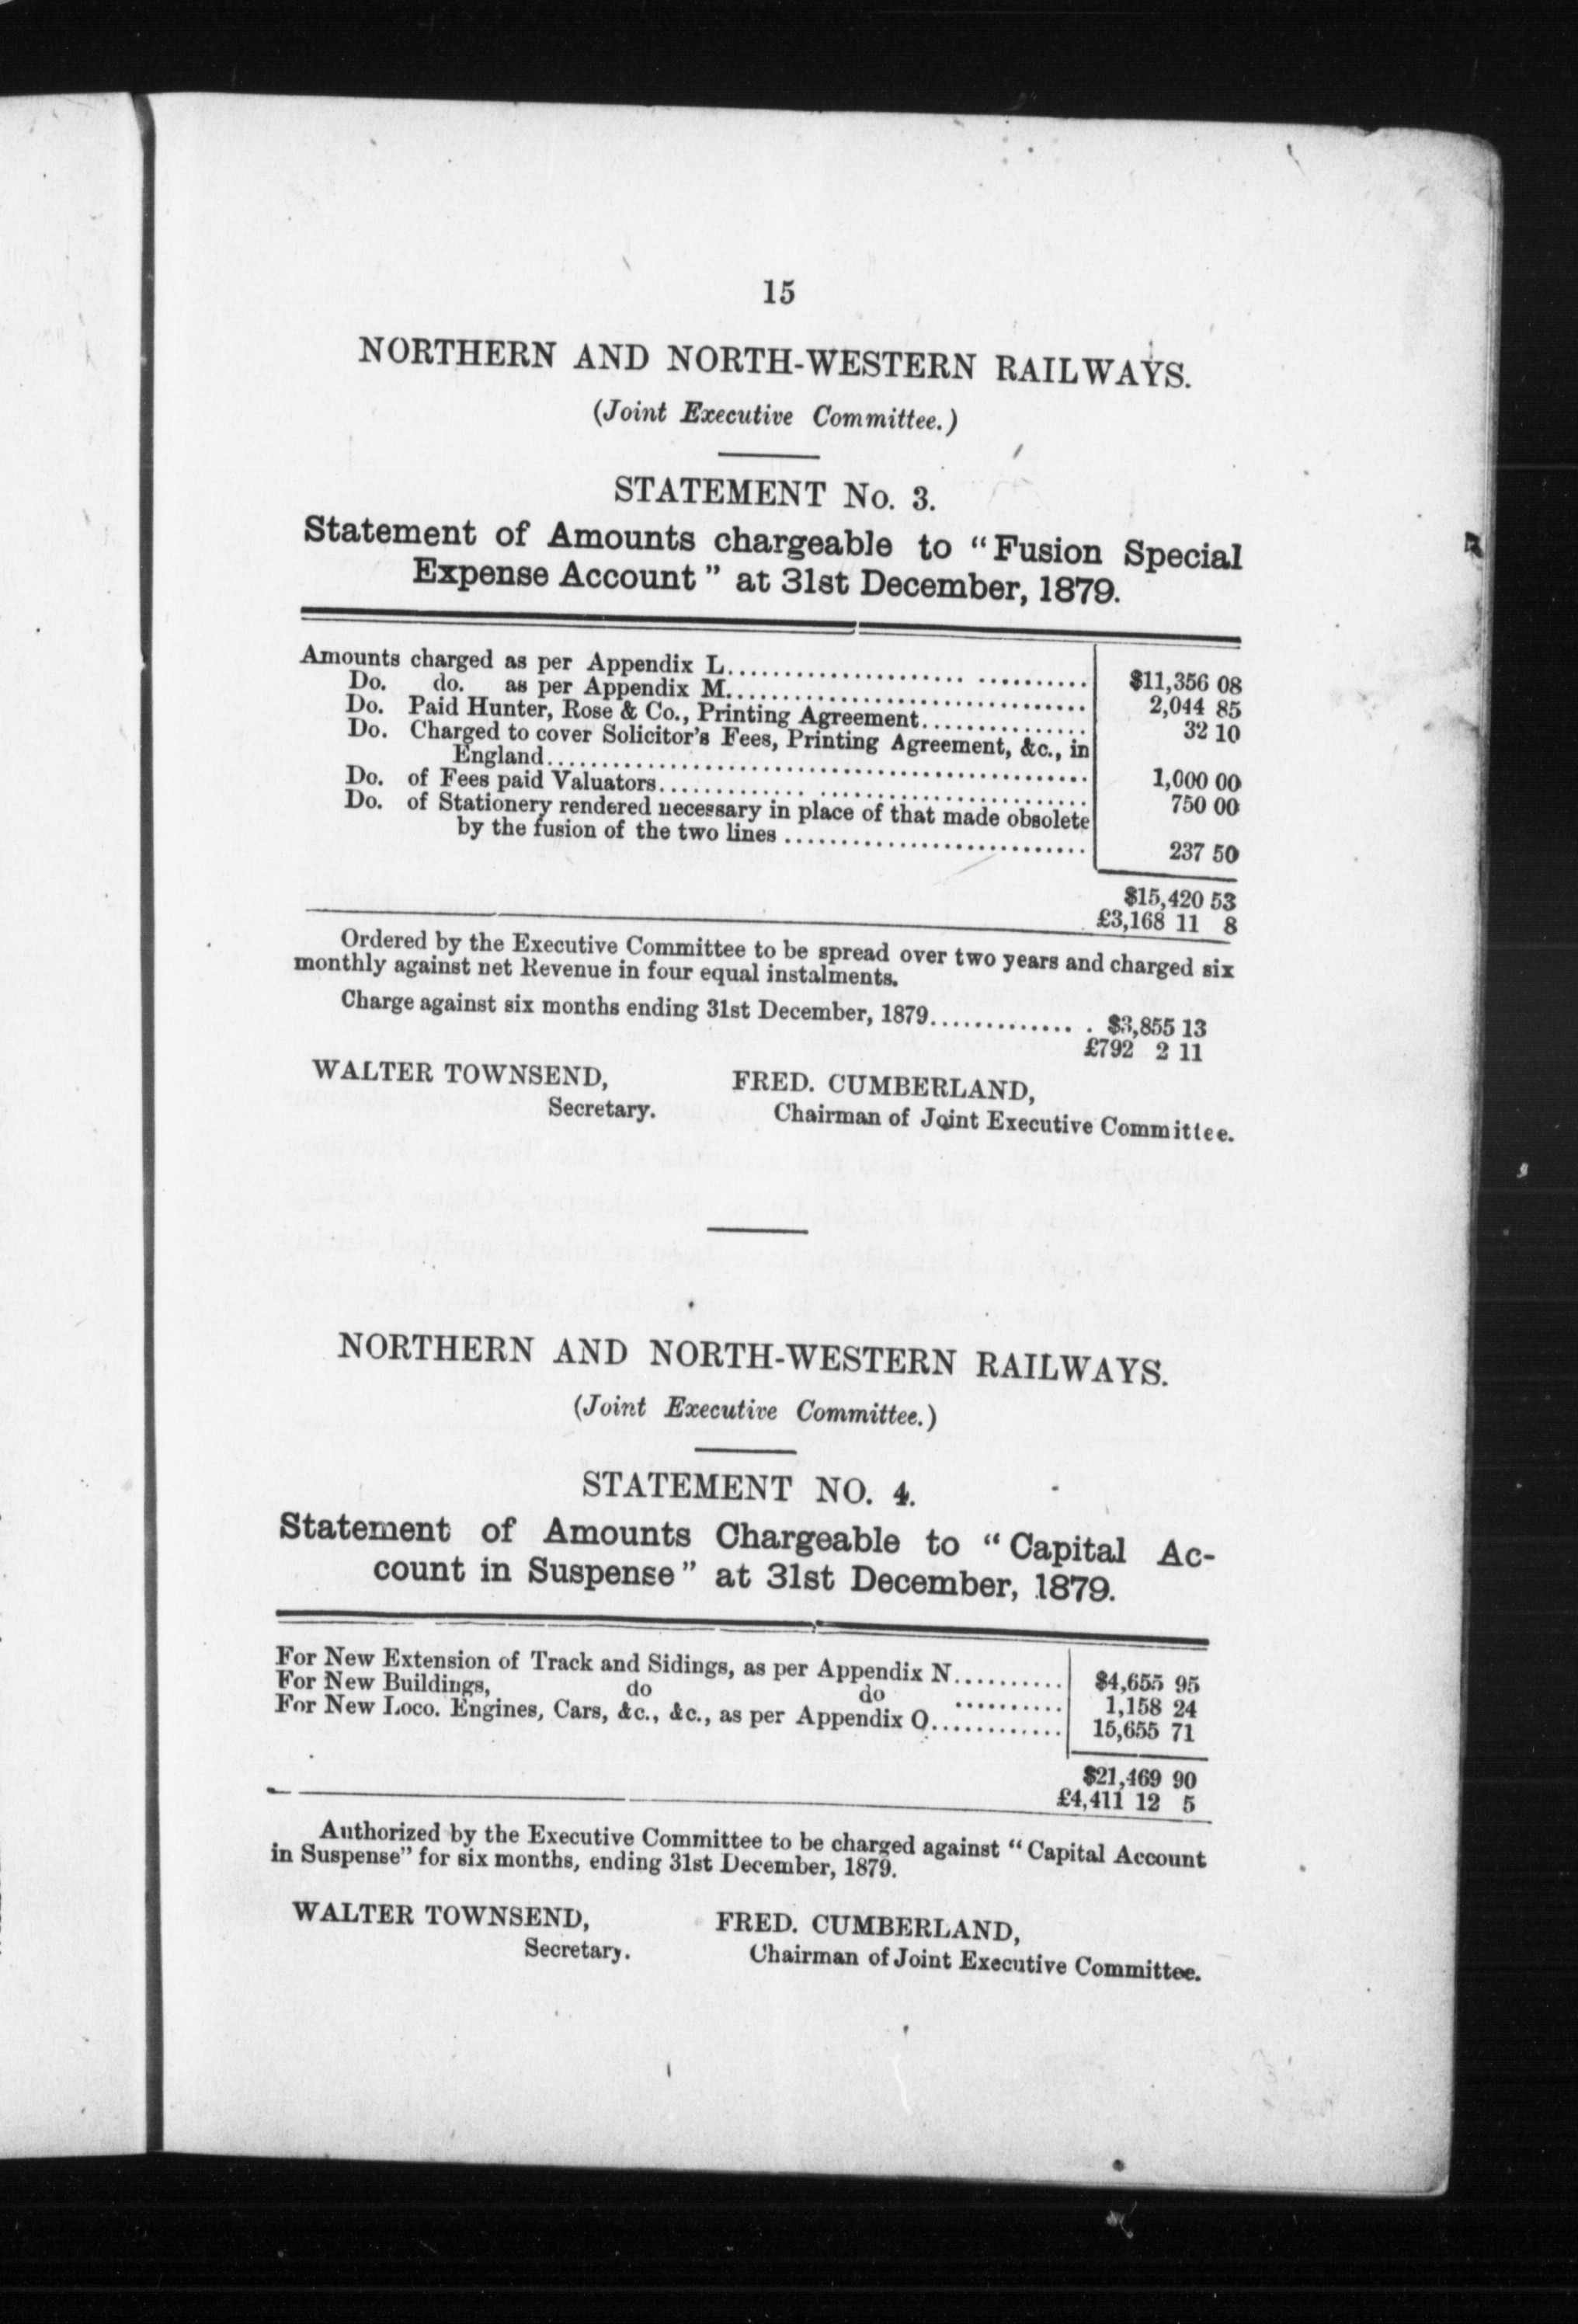 15
NORTHERN AND NORTH-WESTERN RAILWAYS.
(Joint Executive Committee.)
STATEMENT No. 3.
Statement of Amounts chargeable to “Fusion Special
Expense Account” at 31st December, 1879.
Amounts charged as per Appendix L.................... .......... $11,356 08
Do. do. as per Appendix M................................ 2,044 85
Do. Paid Hunter, Rose & Co., Printing Agreement............... 32 10
Do. Charged to cover Solicitor's Fees, Printing Agreement, &c., in
England.............................................. 1,000 00
Do. of Fees paid Valuators............. ....................... 750 00
Do. of Stationery rendered necessary in place of that made obsolete
by the fusion of the two lines .......................... 237 50
$15,420 53
£3,168 11 8
Ordered by the Executive Committee to be spread over two years and charged six
monthly against net Revenue in four equal instalments.
Charge against six months ending 31st December, 1879............. . $3,855 13
£792 2 11
WALTER TOWNSEND, FRED. CUMBERLAND,
Secretary. Chairman of Joint Executive Committee.
NORTHERN AND NORTH-WESTERN RAILWAYS.
(Joint Executive Committee.)
STATEMENT NO. 4.
Statement of Amounts Chargeable to “Capital Ac-
count in Suspense” at 31st December, 1879.
For New Extension of Track and Sidings, as per Appendix N.......... $4,655 95
For New Buildings, do do .......... 1,158 24
For New Loco. Engines, Cars, &c., &c., as per Appendix O............ 15,655 71
$21,469 90
£4,411 12 5
Authorized by the Executive Committee to be charged against “Capital Account
in Suspense” for six months, ending 31st December, 1879.
WALTER TOWNSEND, FRED. CUMBERLAND,
Secretary. Chairman of Joint Executive Committee.